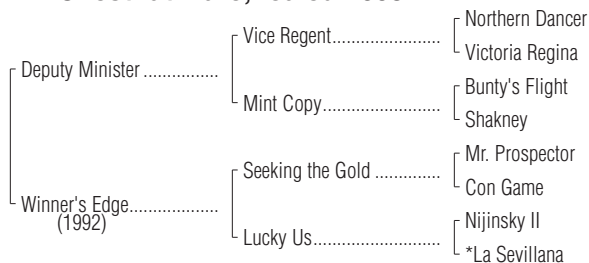 Vice Regent........................ Northern Dancer
Victoria Regina
Deputy Minister ................
Mint Copy.......................... Bunty's Flight
Shakney
Seeking the Gold .............. Mr. Prospector
Con Game
Winner's Edge...................
(1992)
Lucky Us............................ Nijinsky II
*La Sevillana